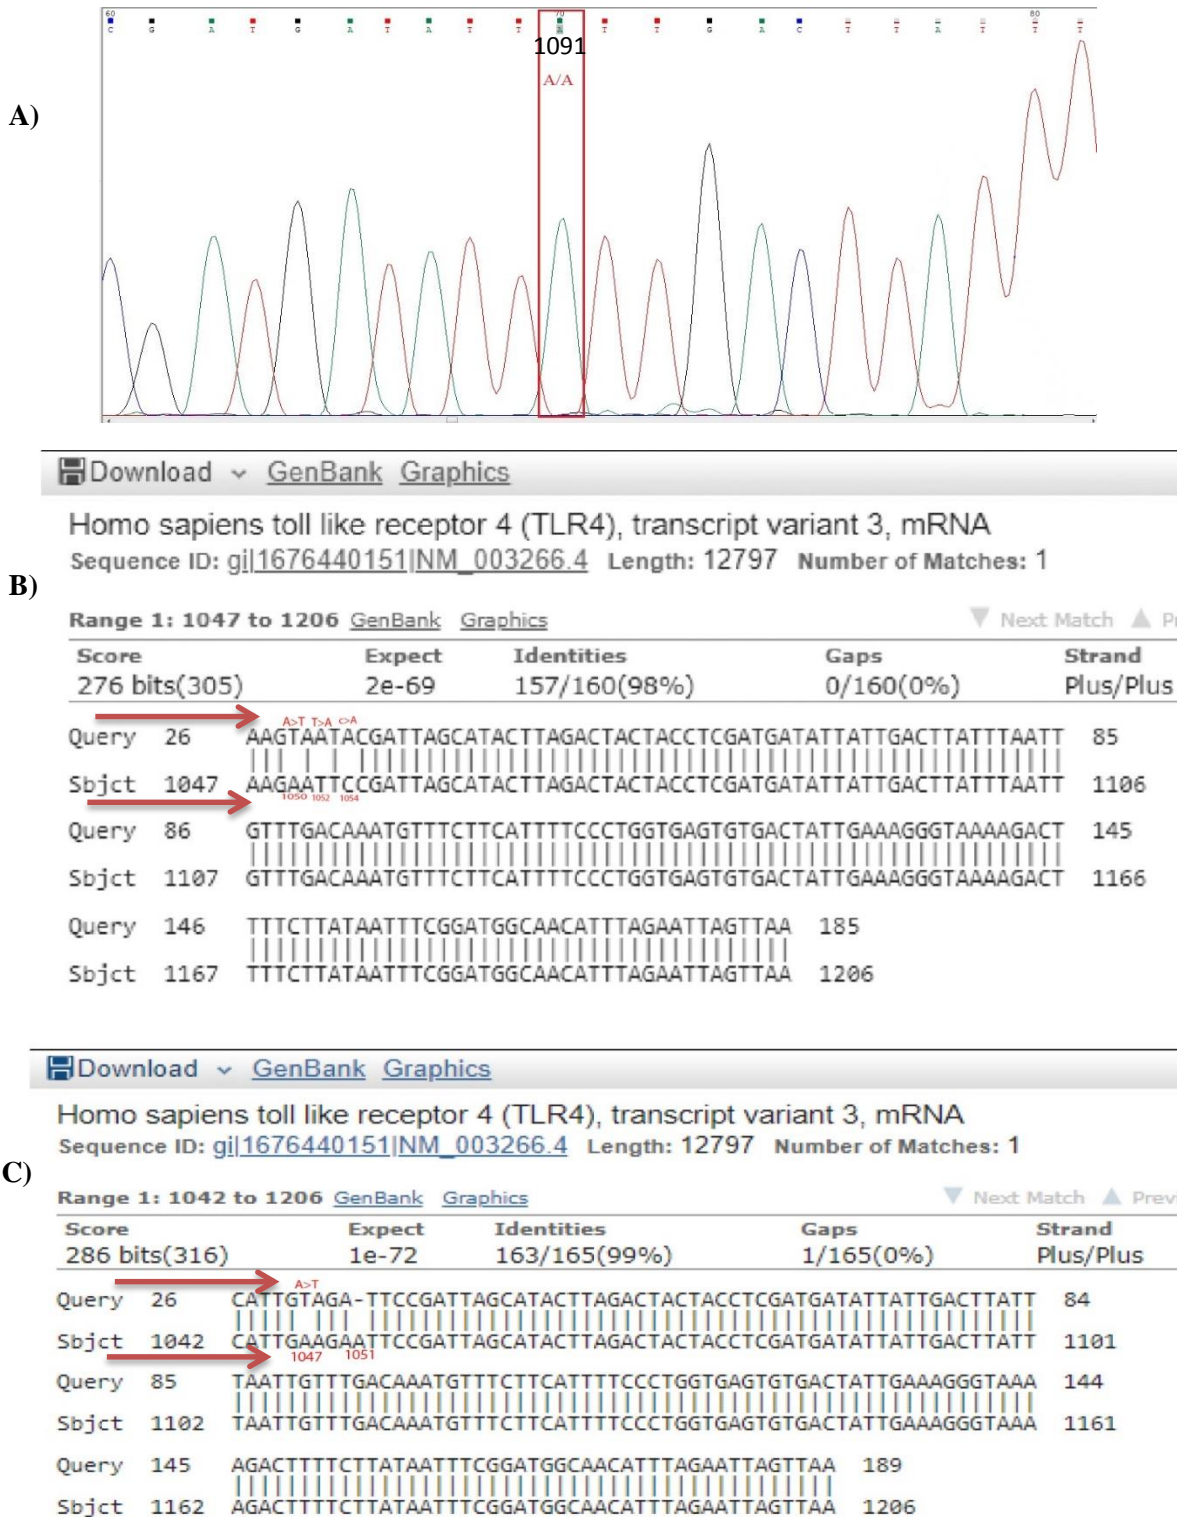 60 70 80
C G A T G A T A T T A T T G A C T T A T T T
1091
A/A
A)
Download GenBank Graphics
Homo sapiens toll like receptor 4 (TLR4), transcript variant 3, mRNA
Sequence ID: gi|1676440151|NM_003266.4 Length: 12797 Number of Matches: 1
B)
Range 1: 1047 to 1206 GenBank Graphics Next Match Pr
Score Expect Identities Gaps Strand
276 bits(305) 2e-69 157/160(98%) 0/160(0%) Plus/Plus
A>T T>A C>A
Query 26 AAGTAATACGATTAGCATACTTAGACTACTACCTCGATGATATTATTGACTTATTTAATT 85
Sbjct 1047 AAGAATTCCGATTAGCATACTTAGACTACTACCTCGATGATATTATTGACTTATTTAATT 1106
1050 1052 1054
Query 86 GTTTGACAAATGTTTCTTCATTTTCCCTGGTGAGTGTGACTATTGAAAGGGTAAAAGACT 145
Sbjct 1107 GTTTGACAAATGTTTCTTCATTTTCCCTGGTGAGTGTGACTATTGAAAGGGTAAAAGACT 1166
Query 146 TTTCTTATAATTTCGGATGGCAACATTTAGAATTAGTTAA 185
Sbjct 1167 TTTCTTATAATTTCGGATGGCAACATTTAGAATTAGTTAA 1206
Download GenBank Graphics
Homo sapiens toll like receptor 4 (TLR4), transcript variant 3, mRNA
Sequence ID: gi|1676440151|NM_003266.4 Length: 12797 Number of Matches: 1
C)
Range 1: 1042 to 1206 GenBank Graphics Next Match Previ
Score Expect Identities Gaps Strand
286 bits(316) 1e-72 163/165(99%) 1/165(0%) Plus/Plus
A>T
Query 26 CATTGTAGA-TTCCGATTAGCATACTTAGACTACTACCTCGATGATATTATTGACTTATT 84
Sbjct 1042 CATTGAAGAATTCCGATTAGCATACTTAGACTACTACCTCGATGATATTATTGACTTATT 1101
1047 1051
Query 85 TAATTGTTTGACAAATGTTTCTTCATTTTCCCTGGTGAGTGTGACTATTGAAAGGGTAAA 144
Sbjct 1102 TAATTGTTTGACAAATGTTTCTTCATTTTCCCTGGTGAGTGTGACTATTGAAAGGGTAAA 1161
Query 145 AGACTTTTCTTATAATTTCGGATGGCAACATTTAGAATTAGTTAA 189
Sbjct 1162 AGACTTTTCTTATAATTTCGGATGGCAACATTTAGAATTAGTTAA 1206